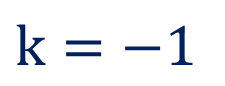 k = −1